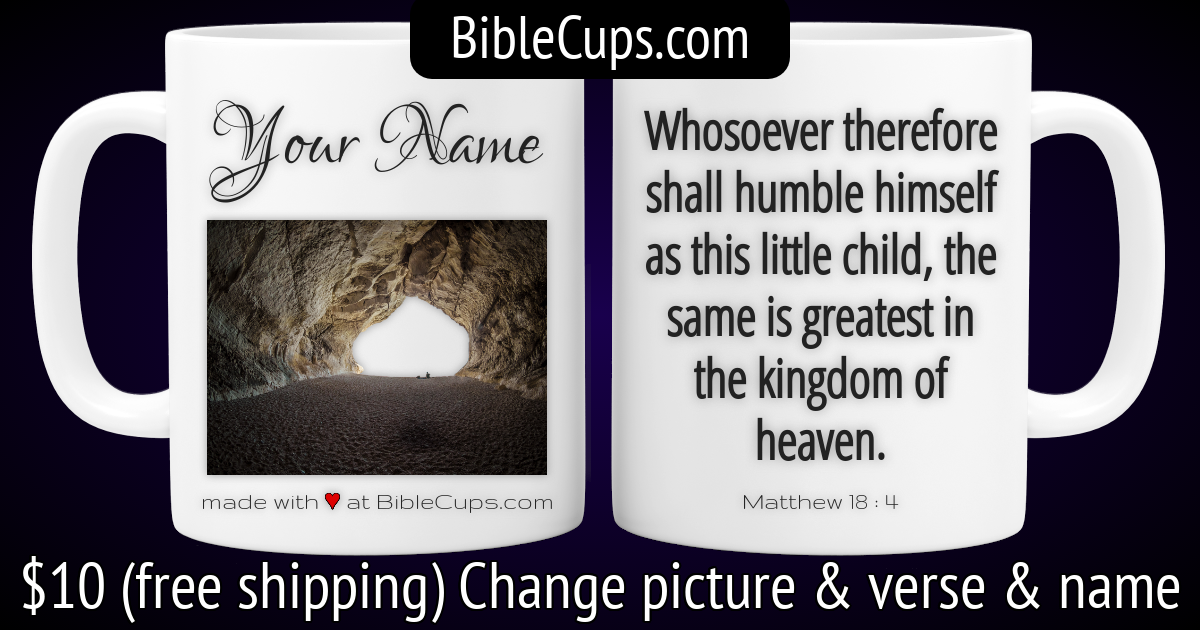 BibleCups.com
Your Name
made with ♥ at BibleCups.com
Whosoever therefore
shall humble himself
as this little child, the
same is greatest in
the kingdom of
heaven.
Matthew 18 : 4
$10 (free shipping) Change picture & verse & name